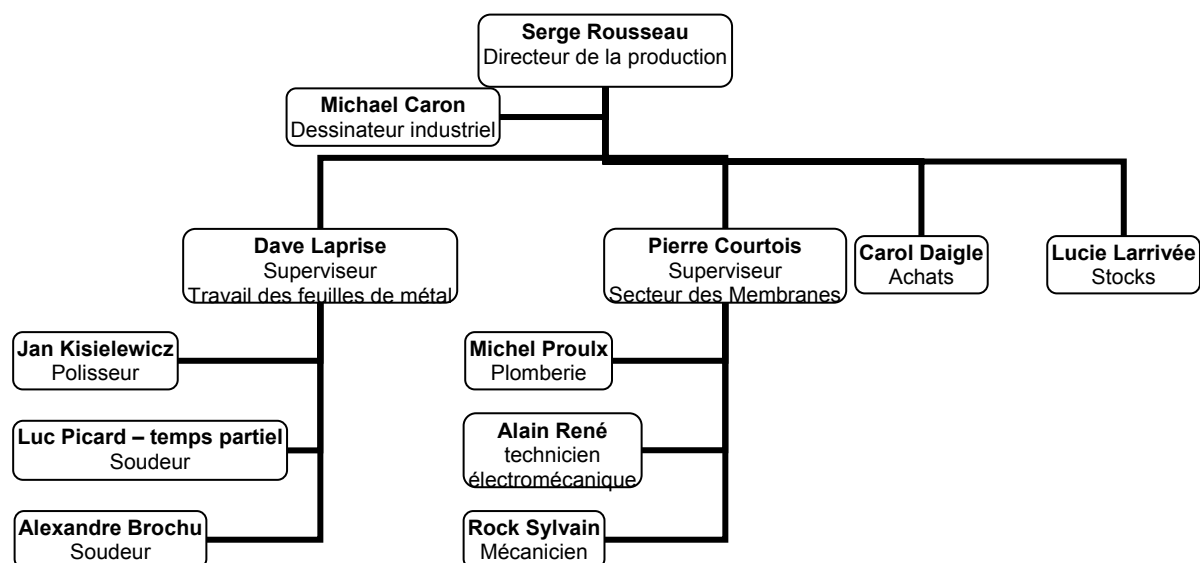 Serge Rousseau
Directeur de la production
Michael Caron
Dessinateur industriel
Dave Laprise
Superviseur
Travail des feuilles de métal
Pierre Courtois
Superviseur
Secteur des Membranes
Carol Daigle
Achats
Lucie Larrivée
Stocks
Jan Kisielewicz
Polisseur
Luc Picard – temps partiel
Soudeur
Alexandre Brochu
Soudeur
Michel Proulx
Plomberie
Alain René
technicien
électromécanique
Rock Sylvain
Mécanicien